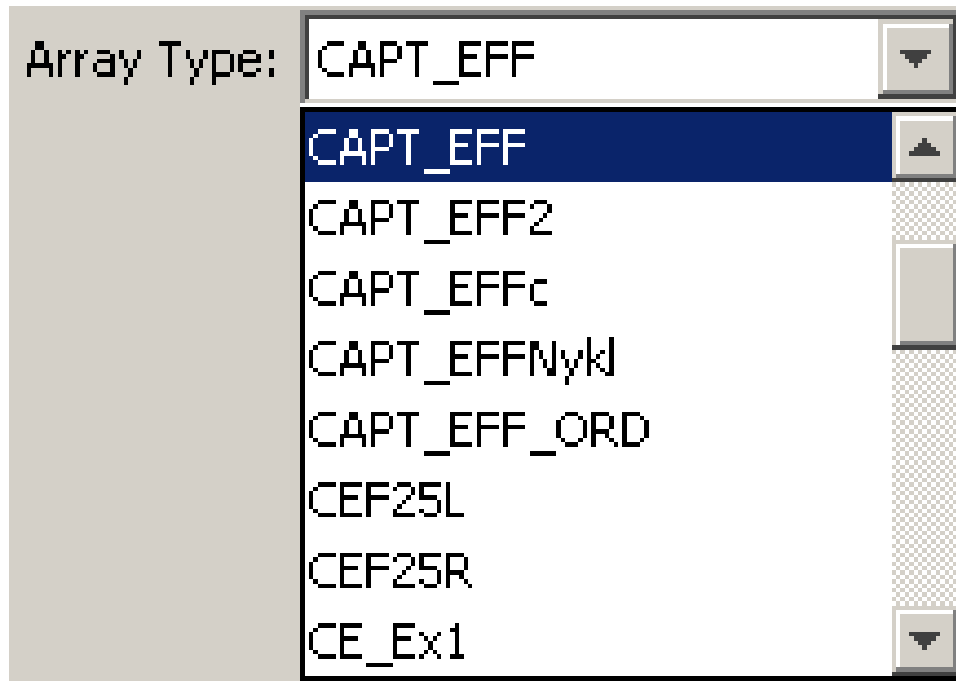 Array Type: CAPT_EFF
CAPT_EFF
CAPT_EFF2
CAPT_EFFc
CAPT_EFFNykl
CAPT_EFF_ORD
CEF25L
CEF25R
CE_Ex1